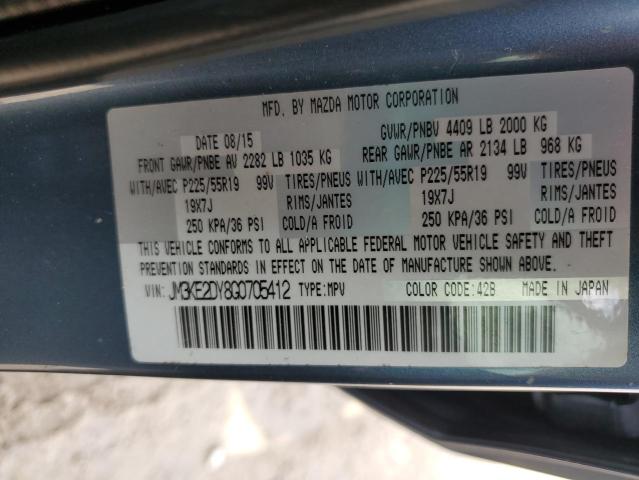 MFD. BY MAZDA MOTOR CORPORATION
DATE 08/15 GVWR/PNBV 4409 LB 2000 KG
FRONT GAWR/PNBE AV 2282 LB 1035 KG REAR GAWR/PNBE AR 2134 LB 968 KG
WITH/AVEC P225/55R19 99V TIRES/PNEUS WITH/AVEC P225/55R19 99V TIRES/PNEUS
19X7J RIMS/JANTES 19X7J RIMS/JANTES
250 KPA/36 PSI COLD/A FROID 250 KPA/36 PSI COLD/A FROID
THIS VEHICLE CONFORMS TO ALL APPLICABLE FEDERAL MOTOR VEHICLE SAFETY AND THEFT
PREVENTION STANDARDS IN EFFECT ON THE DATE OF MANUFACTURE SHOWN ABOVE.
VIN: JM3KE2DY8G0705412 TYPE:MPV COLOR CODE:42B MADE IN JAPAN